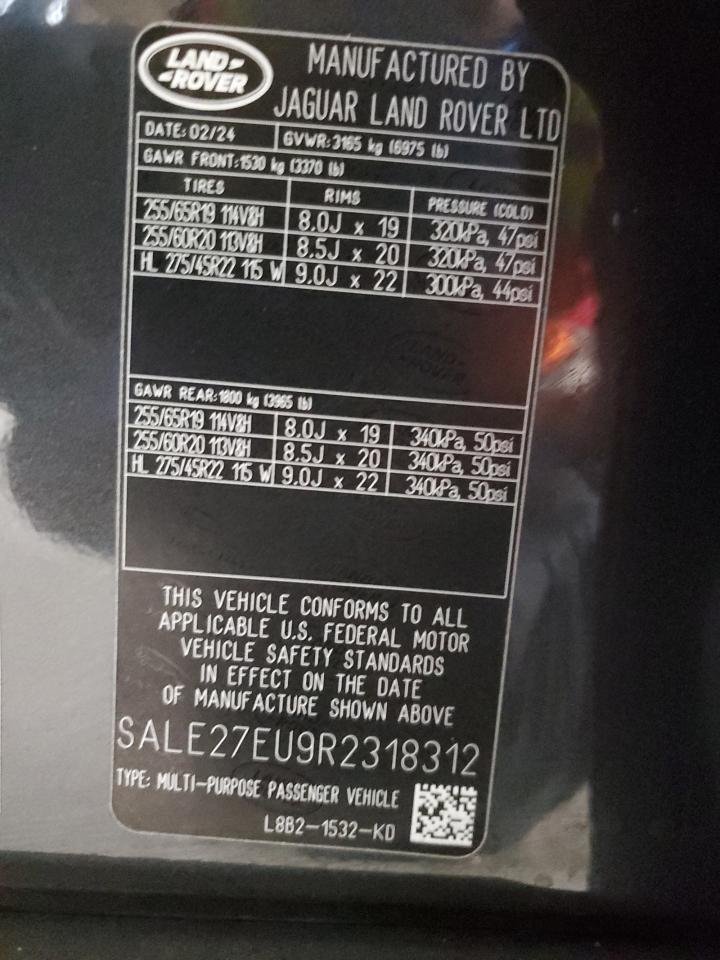 LAND ROVER
MANUFACTURED BY
JAGUAR LAND ROVER LTD
DATE: 02/24 GVWR: 3165 kg (6975 lb)
GAWR FRONT: 1530 kg (3370 lb)
TIRES RIMS PRESSURE (COLD)
255/65R19 114V8H 8.0J x 19 320kPa, 47psi
255/60R20 113V8H 8.5J x 20 320kPa, 47psi
HL 275/45R22 115 W 9.0J x 22 300kPa, 44psi
GAWR REAR: 1800 kg (3965 lb)
255/65R19 114V8H 8.0J x 19 340kPa, 50psi
255/60R20 113V8H 8.5J x 20 340kPa, 50psi
HL 275/45R22 115 W 9.0J x 22 340kPa, 50psi
THIS VEHICLE CONFORMS TO ALL
APPLICABLE U.S. FEDERAL MOTOR
VEHICLE SAFETY STANDARDS
IN EFFECT ON THE DATE
OF MANUFACTURE SHOWN ABOVE
SALE27EU9R2318312
TYPE: MULTI-PURPOSE PASSENGER VEHICLE
L8B2-1532-KD